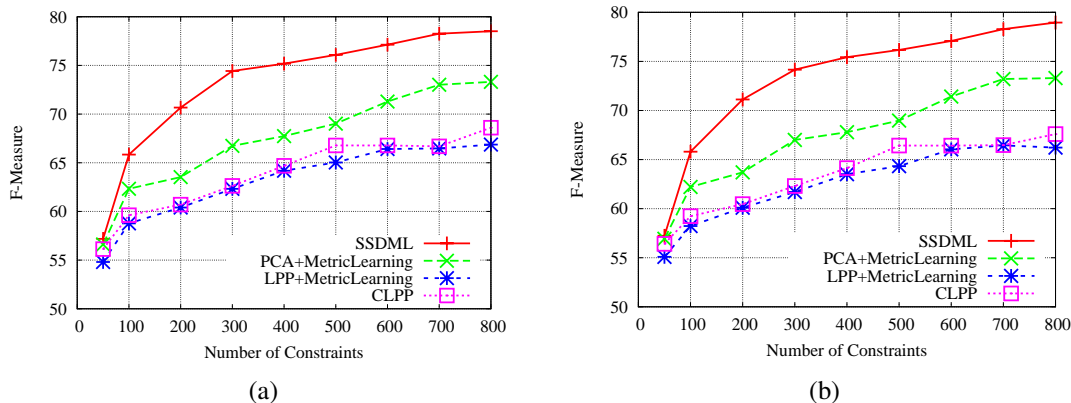 80
75
70
65
60
55
50
F-Measure
SSDML
PCA+MetricLearning
LPP+MetricLearning
CLPP
0 100 200 300 400 500 600 700 800
Number of Constraints
(a)
80
75
70
65
60
55
50
F-Measure
SSDML
PCA+MetricLearning
LPP+MetricLearning
CLPP
0 100 200 300 400 500 600 700 800
Number of Constraints
(b)